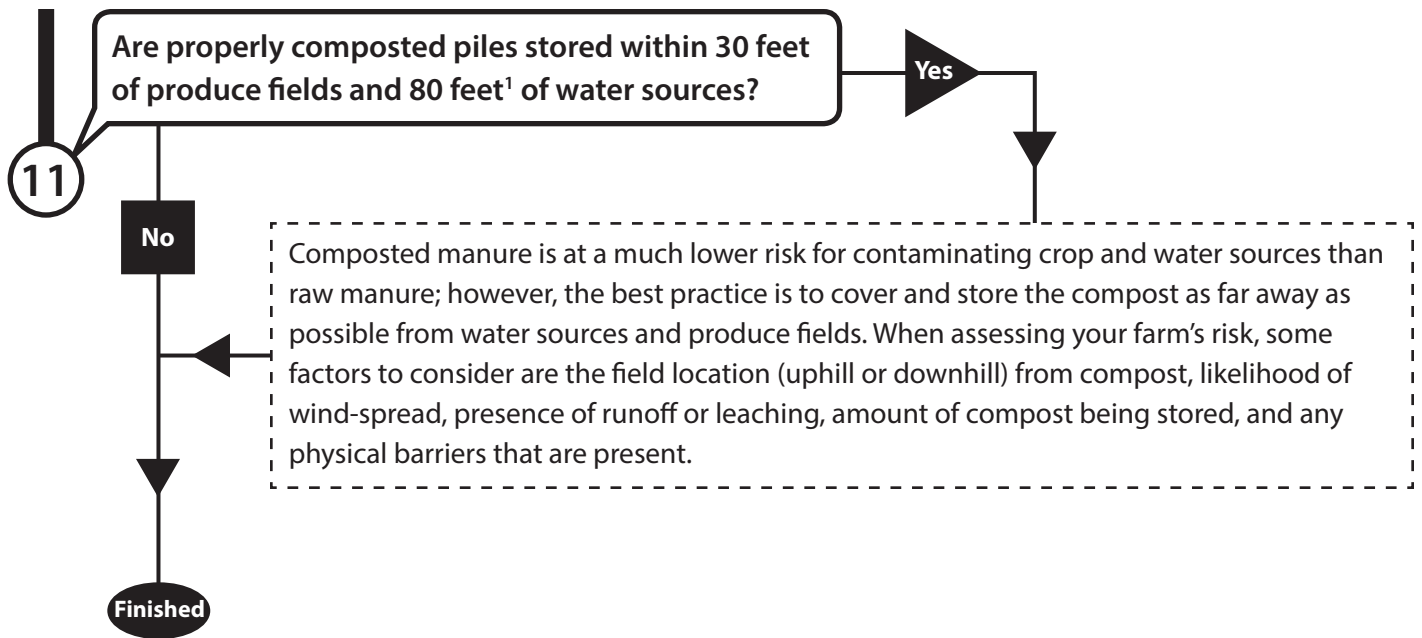 Are properly composted piles stored within 30 feet
of produce fields and 80 feet¹ of water sources?
Yes
11
No
Composted manure is at a much lower risk for contaminating crop and water sources than
raw manure; however, the best practice is to cover and store the compost as far away as
possible from water sources and produce fields. When assessing your farm’s risk, some
factors to consider are the field location (uphill or downhill) from compost, likelihood of
wind-spread, presence of runoff or leaching, amount of compost being stored, and any
physical barriers that are present.
Finished